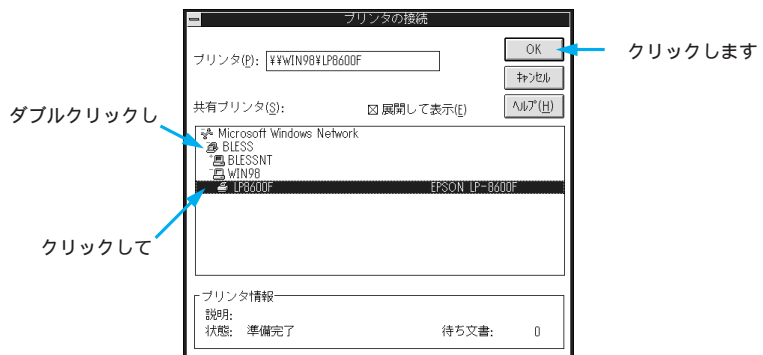 プリンタの接続
プリンタ(P): ¥¥WIN98¥LP8600F
OK
クリックします
キャンセル
共有プリンタ(S):
展開して表示(E)
ヘルプ(H)
ダブルクリックし
Microsoft Windows Network
BLESS
BLESSNT
WIN98
LP8600F EPSON LP-8600F
クリックして
プリンタ情報
説明:
状態: 準備完了 待ち文書: 0